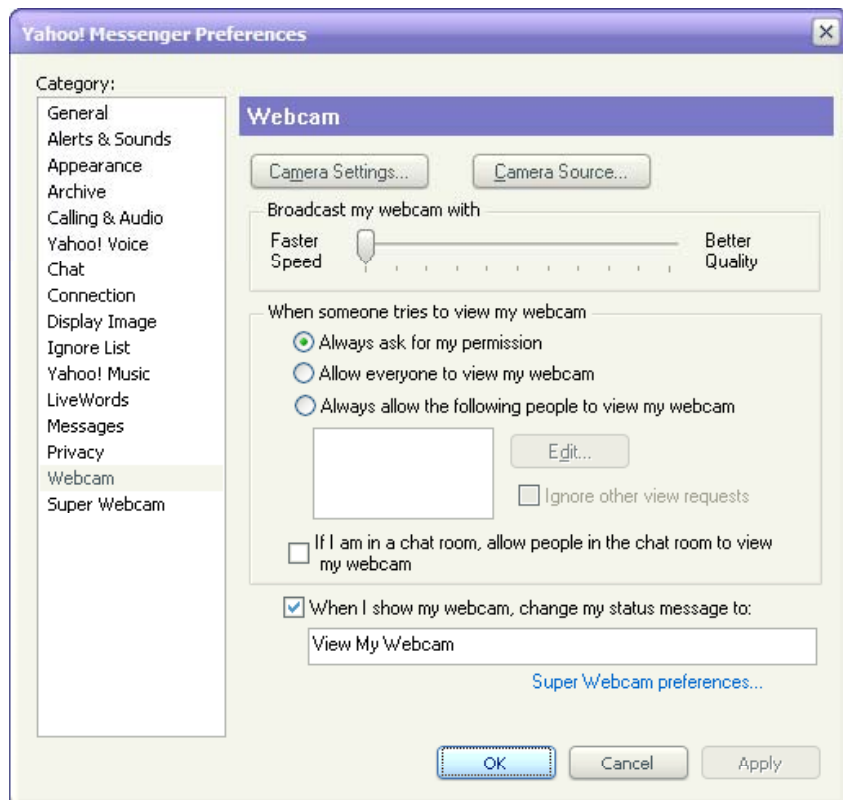 Yahoo! Messenger Preferences
Category:
General
Alerts & Sounds
Appearance
Archive
Calling & Audio
Yahoo! Voice
Chat
Connection
Display Image
Ignore List
Yahoo! Music
LiveWords
Messages
Privacy
Webcam
Super Webcam
Webcam
Camera Settings... Camera Source...
Broadcast my webcam with
Faster
Speed
Better
Quality
When someone tries to view my webcam
Always ask for my permission
Allow everyone to view my webcam
Always allow the following people to view my webcam
Edit...
Ignore other view requests
If I am in a chat room, allow people in the chat room to view
my webcam
When I show my webcam, change my status message to:
View My Webcam
Super Webcam preferences...
OK Cancel Apply